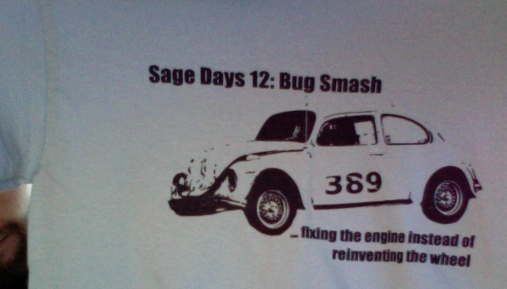 Sage Days 12: Bug Smash
389
... fixing the engine instead of
reinventing the wheel